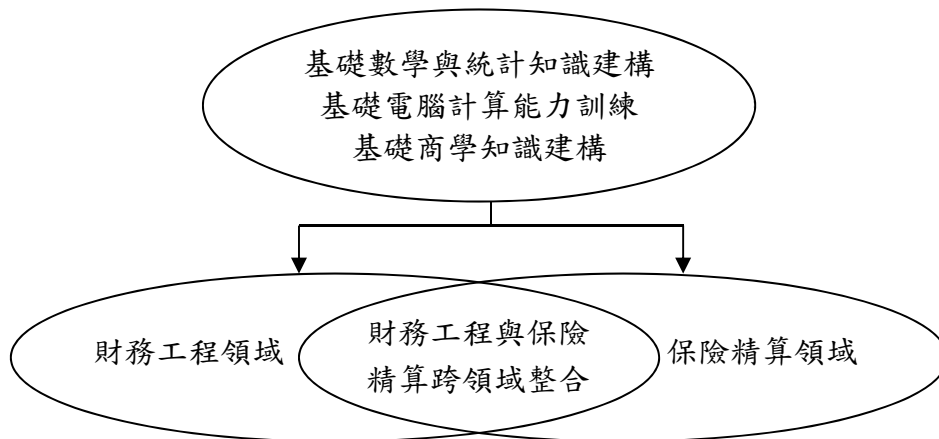 基礎數學與統計知識建構
基礎電腦計算能力訓練
基礎商學知識建構
財務工程領域
財務工程與保險
精算跨領域整合
保險精算領域